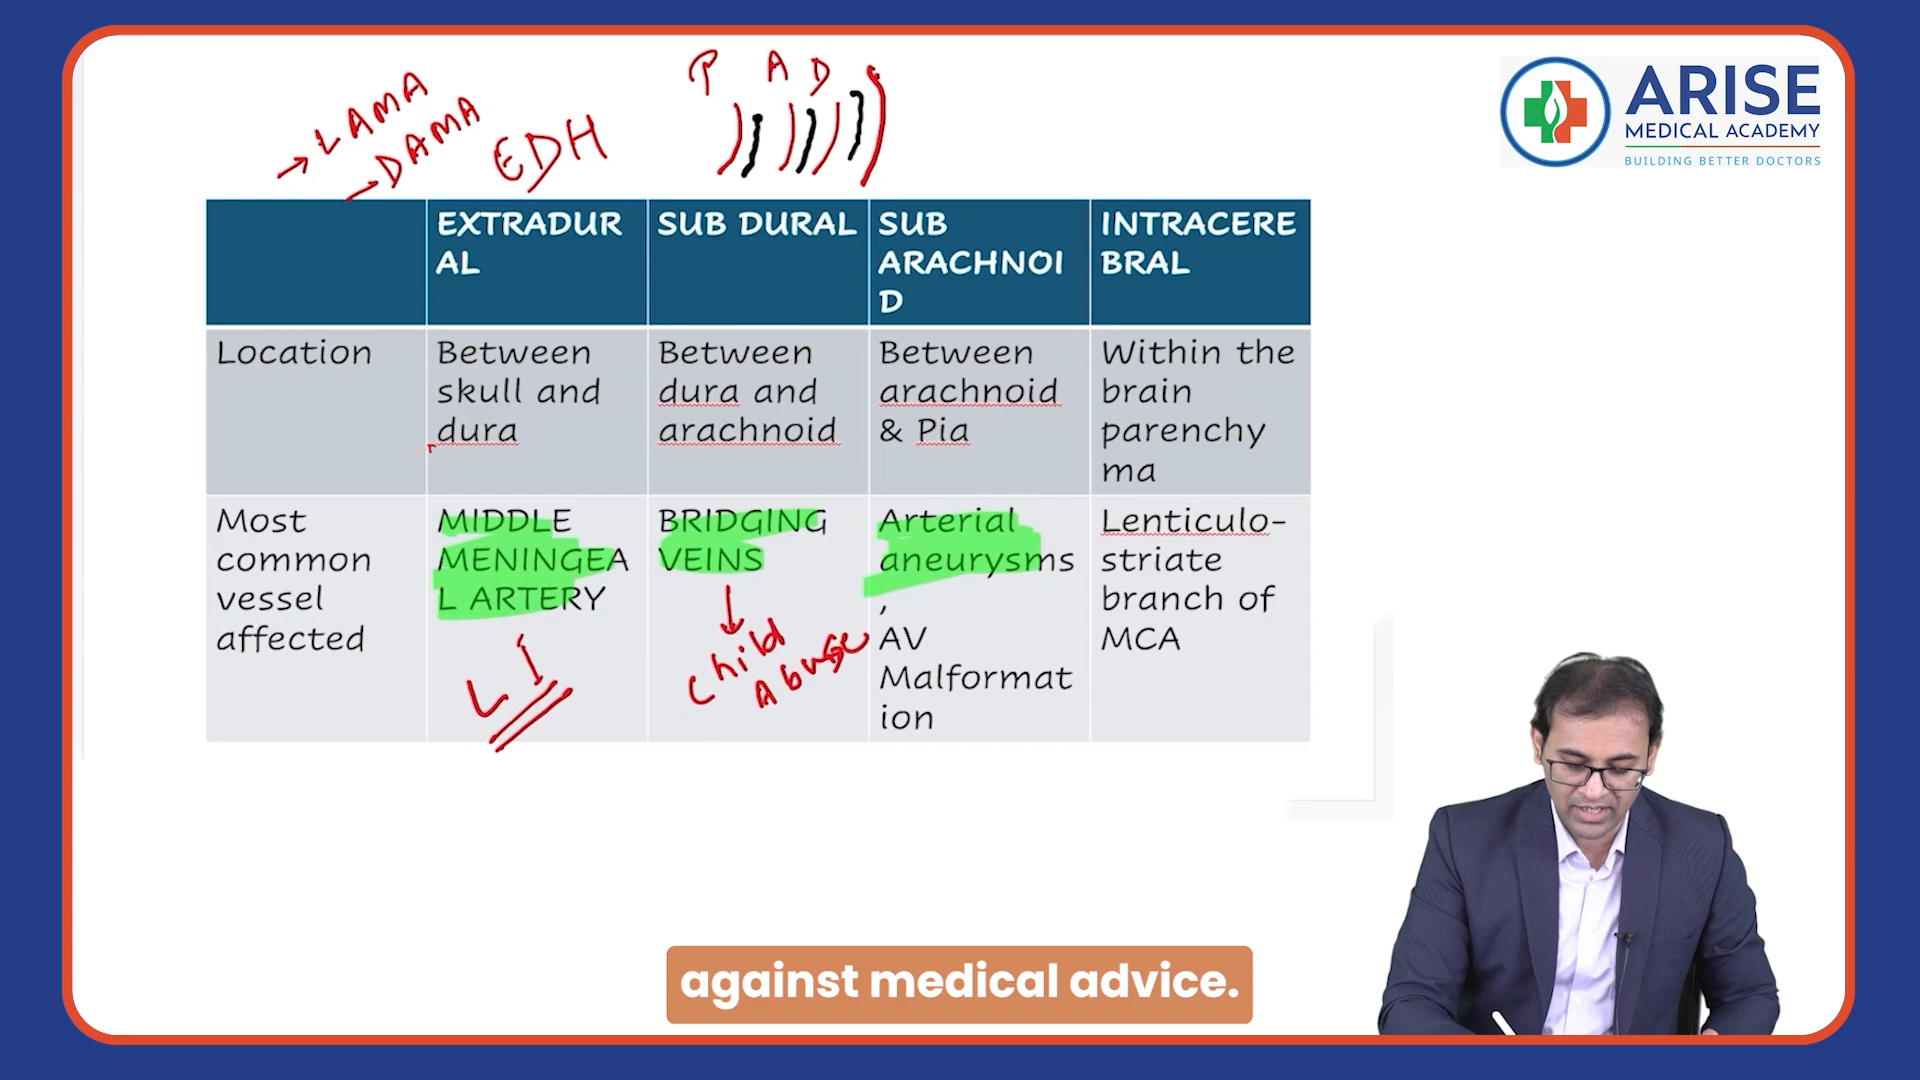 P A D
LAMA
DAMA
EDH
ARISE
MEDICAL ACADEMY
BUILDING BETTER DOCTORS
EXTRADUR
AL
SUB DURAL
SUB
ARACHNOI
D
INTRACERE
BRAL
Location
Between
skull and
dura
Between
dura and
arachnoid
Between
arachnoid
& Pia
Within the
brain
parenchy
ma
Most
common
vessel
affected
MIDDLE
MENINGEA
L ARTERY
LI
BRIDGING
VEINS
Child
Abuse
Arterial
aneurysms
,
AV
Malformat
ion
Lenticulo-
striate
branch of
MCA
against medical advice.